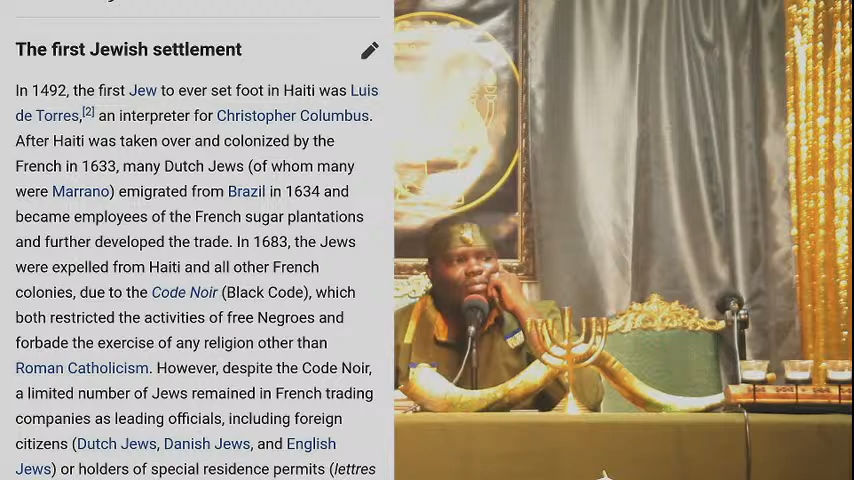 The first Jewish settlement
In 1492, the first Jew to ever set foot in Haiti was Luis
de Torres,[2] an interpreter for Christopher Columbus.
After Haiti was taken over and colonized by the
French in 1633, many Dutch Jews (of whom many
were Marrano) emigrated from Brazil in 1634 and
became employees of the French sugar plantations
and further developed the trade. In 1683, the Jews
were expelled from Haiti and all other French
colonies, due to the Code Noir (Black Code), which
both restricted the activities of free Negroes and
forbade the exercise of any religion other than
Roman Catholicism. However, despite the Code Noir,
a limited number of Jews remained in French trading
companies as leading officials, including foreign
citizens (Dutch Jews, Danish Jews, and English
Jews) or holders of special residence permits (lettres